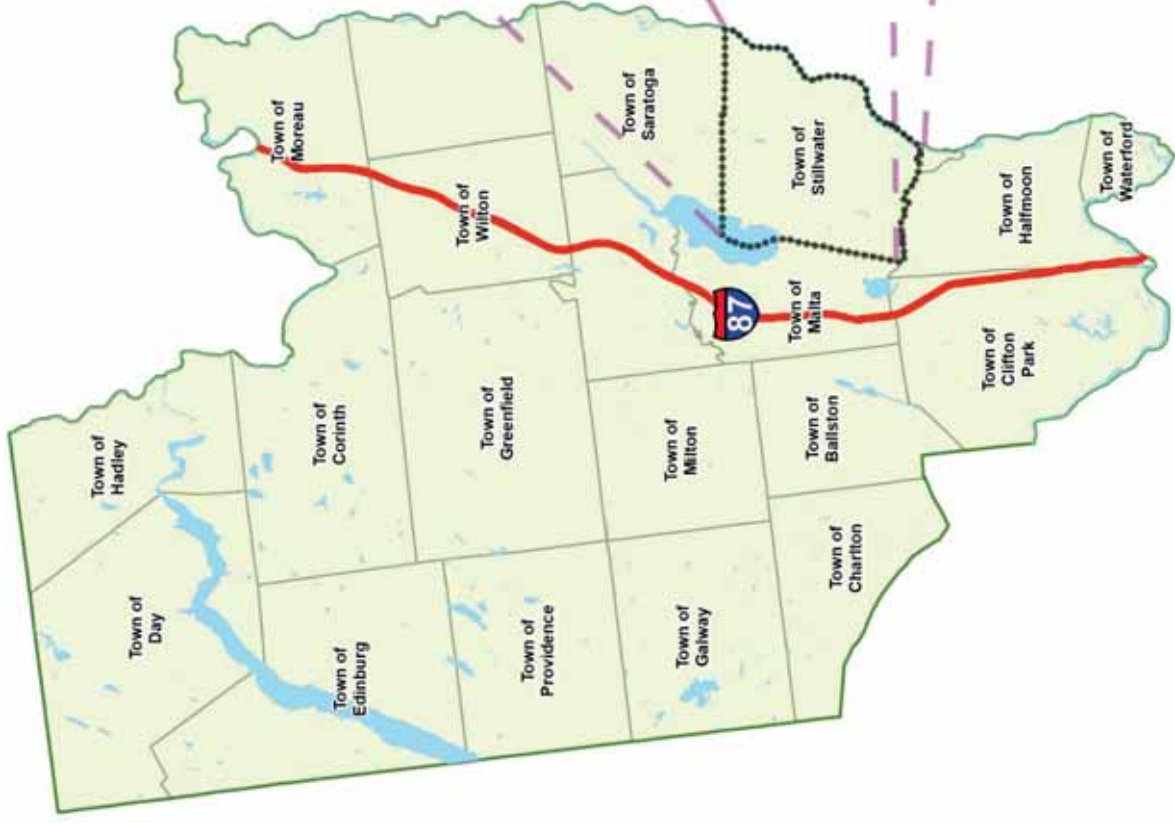 Town of
Hadley
Town of
Day
Town of
Moreau
Town of
Corinth
Town of
Edinburg
Town of
Wilton
Town of
Greenfield
Town of
Providence
Town of
Saratoga
Town of
Milton
Town of
Galway
87
Town of
Stillwater
Town of
Malta
Town of
Ballston
Town of
Charlton
Town of
Halfmoon
Town of
Clifton
Park
Town of
Waterford